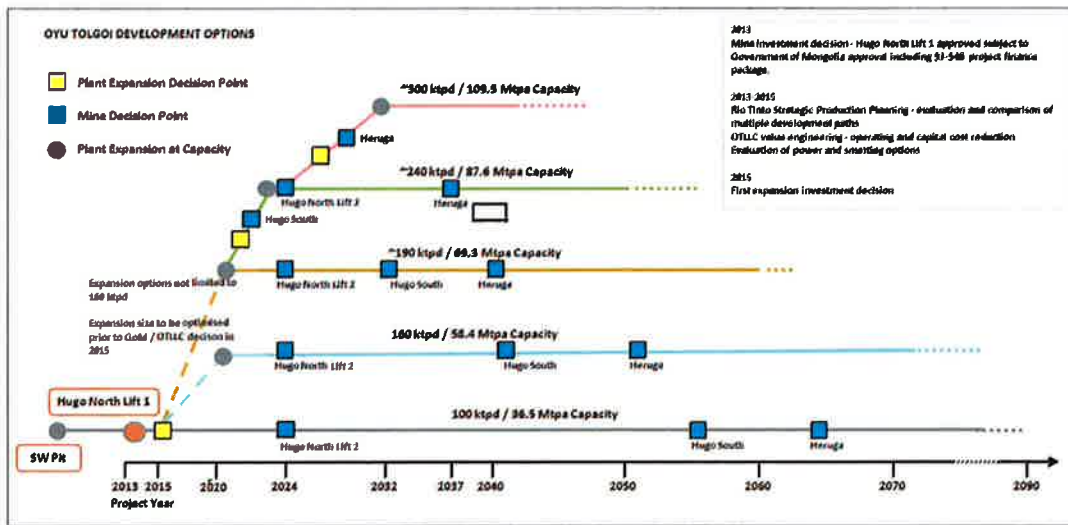 OYU TOLGOI DEVELOPMENT OPTIONS
Plant Expansion Decision Point
Mine Decision Point
Plant Expansion at Capacity
2013
Mine investment decision - Hugo North Lift 1 approved subject to
Government of Mongolia approval including project finance
package.
2013-2015
Rio Tinto Strategic Production Planning - evaluation and comparison of
multiple development paths
OTLLC value engineering - operating and capital cost reduction
Evaluation of power and smelting options
2015
First expansion investment decision
~300 ktpd / 109.5 Mtpa Capacity
Heruga
~240 ktpd / 87.6 Mtpa Capacity
Hugo North Lift 2
Heruga
Hugo South
~190 ktpd / 69.3 Mtpa Capacity
Hugo North Lift 2
Hugo South
Heruga
Expansion options not limited to
160 ktpd
Expansion size to be optimised
prior to Gold / OTLLC decison in
2015
160 ktpd / 58.4 Mtpa Capacity
Hugo North Lift 2
Hugo South
Heruga
Hugo North Lift 1
100 ktpd / 36.5 Mtpa Capacity
Hugo North Lift 2
Hugo South
Heruga
SW Pit
2013 2015 2020 2024 2032 2037 2040 2050 2060 2070 2090
Project Year